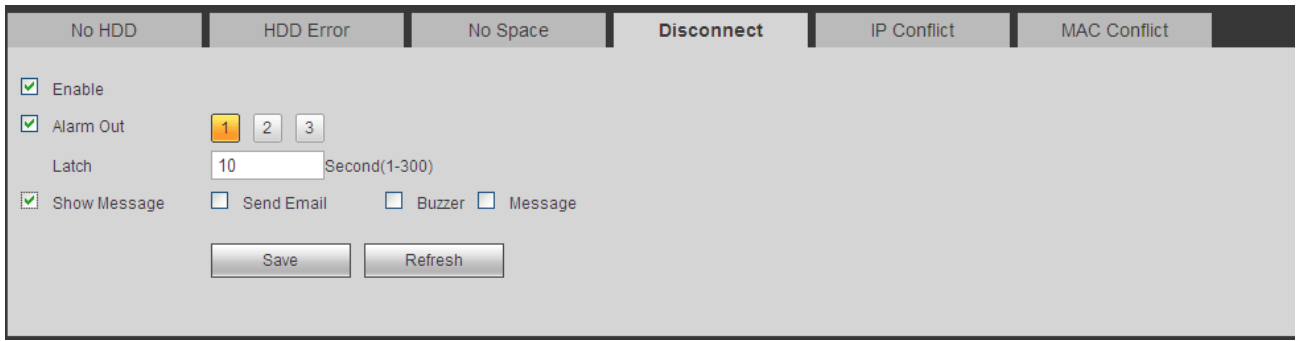 No HDD HDD Error No Space Disconnect IP Conflict MAC Conflict
Enable
Alarm Out 1 2 3
Latch 10 Second(1-300)
Show Message Send Email Buzzer Message
Save Refresh